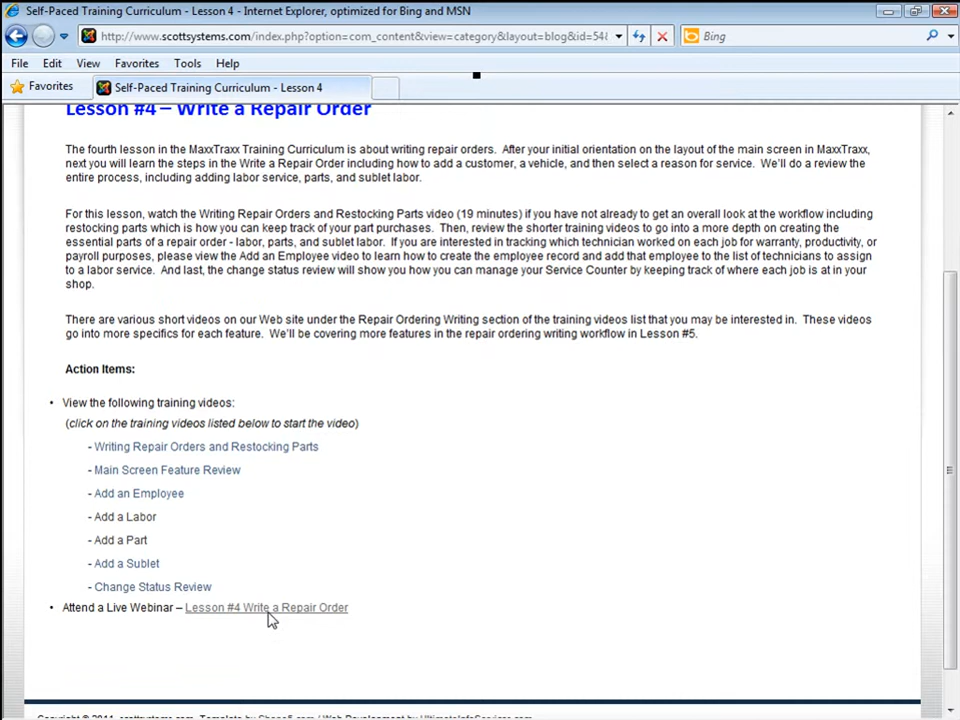 Self-Paced Training Curriculum - Lesson 4 - Internet Explorer, optimized for Bing and MSN
http://www.scottsystems.com/index.php?option=com_content&view=category&layout=blog&id=54&
Bing
File Edit View Favorites Tools Help
Favorites Self-Paced Training Curriculum - Lesson 4
Lesson #4 – Write a Repair Order
The fourth lesson in the MaxxTraxx Training Curriculum is about writing repair orders. After your initial orientation on the layout of the main screen in MaxxTraxx,
next you will learn the steps in the Write a Repair Order including how to add a customer, a vehicle, and then select a reason for service. We'll do a review the
entire process, including adding labor service, parts, and sublet labor.
For this lesson, watch the Writing Repair Orders and Restocking Parts video (19 minutes) if you have not already to get an overall look at the workflow including
restocking parts which is how you can keep track of your part purchases. Then, review the shorter training videos to go into a more depth on creating the
essential parts of a repair order - labor, parts, and sublet labor. If you are interested in tracking which technician worked on each job for warranty, productivity, or
payroll purposes, please view the Add an Employee video to learn how to create the employee record and add that employee to the list of technicians to assign
to a labor service. And last, the change status review will show you how you can manage your Service Counter by keeping track of where each job is at in your
shop.
There are various short videos on our Web site under the Repair Ordering Writing section of the training videos list that you may be interested in. These videos
go into more specifics for each feature. We'll be covering more features in the repair ordering writing workflow in Lesson #5.
Action Items:
• View the following training videos:
(click on the training videos listed below to start the video)
- Writing Repair Orders and Restocking Parts
- Main Screen Feature Review
- Add an Employee
- Add a Labor
- Add a Part
- Add a Sublet
- Change Status Review
• Attend a Live Webinar – Lesson #4 Write a Repair Order
Copyright © 2011 scottsystems.com. Template by Shape5.com / Web Development by UltimateInfoServices.com